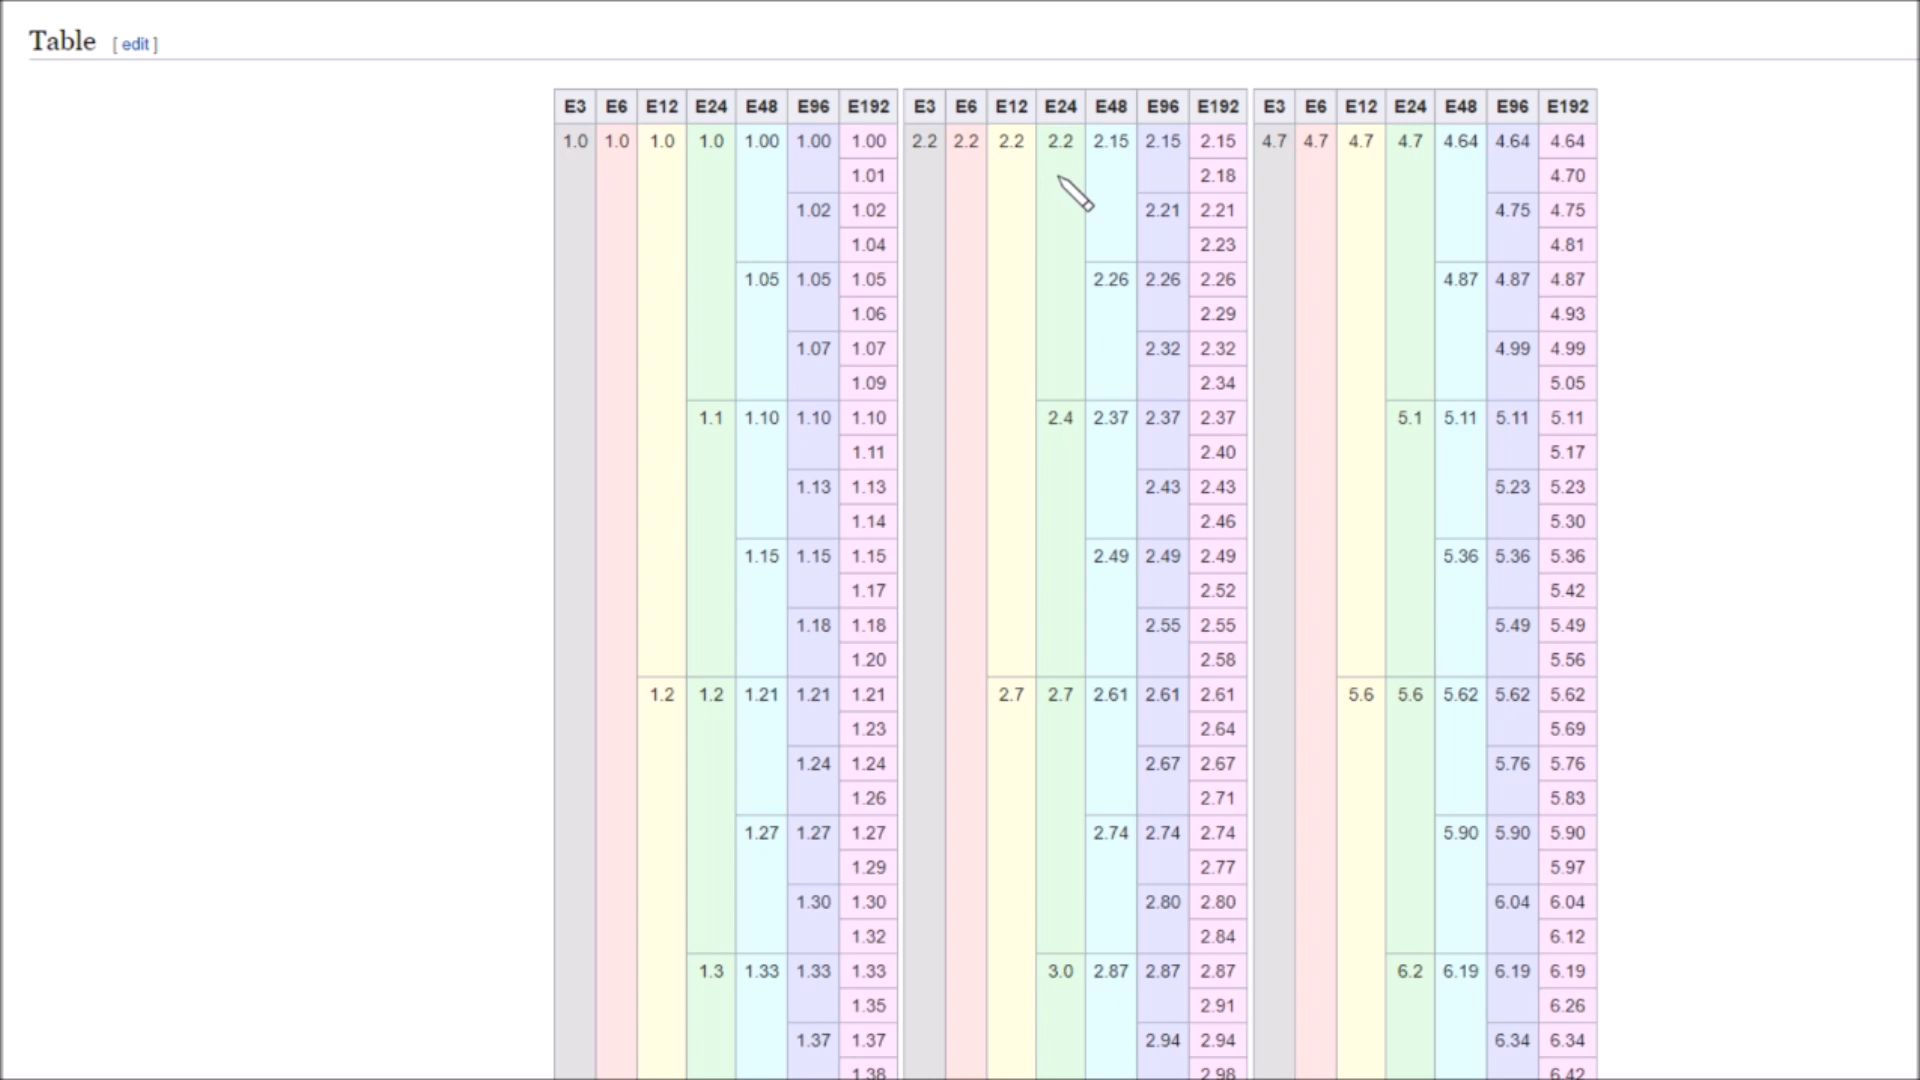 Table [ edit ]
E3 E6 E12 E24 E48 E96 E192 E3 E6 E12 E24 E48 E96 E192 E3 E6 E12 E24 E48 E96 E192
1.0 1.0 1.0 1.0 1.00 1.00 1.00 2.2 2.2 2.2 2.2 2.15 2.15 2.15 4.7 4.7 4.7 4.7 4.64 4.64 4.64
1.01 2.18 4.70
1.02 1.02 2.21 2.21 4.75 4.75
1.04 2.23 4.81
1.05 1.05 1.05 2.26 2.26 2.26 4.87 4.87 4.87
1.06 2.29 4.93
1.07 1.07 2.32 2.32 4.99 4.99
1.09 2.34 5.05
1.1 1.10 1.10 1.10 2.4 2.37 2.37 2.37 5.1 5.11 5.11 5.11
1.11 2.40 5.17
1.13 1.13 2.43 2.43 5.23 5.23
1.14 2.46 5.30
1.15 1.15 1.15 2.49 2.49 2.49 5.36 5.36 5.36
1.17 2.52 5.42
1.18 1.18 2.55 2.55 5.49 5.49
1.20 2.58 5.56
1.2 1.2 1.21 1.21 1.21 2.7 2.7 2.61 2.61 2.61 5.6 5.6 5.62 5.62 5.62
1.23 2.64 5.69
1.24 1.24 2.67 2.67 5.76 5.76
1.26 2.71 5.83
1.27 1.27 1.27 2.74 2.74 2.74 5.90 5.90 5.90
1.29 2.77 5.97
1.30 1.30 2.80 2.80 6.04 6.04
1.32 2.84 6.12
1.3 1.33 1.33 1.33 3.0 2.87 2.87 2.87 6.2 6.19 6.19 6.19
1.35 2.91 6.26
1.37 1.37 2.94 2.94 6.34 6.34
1.38 2.98 6.42